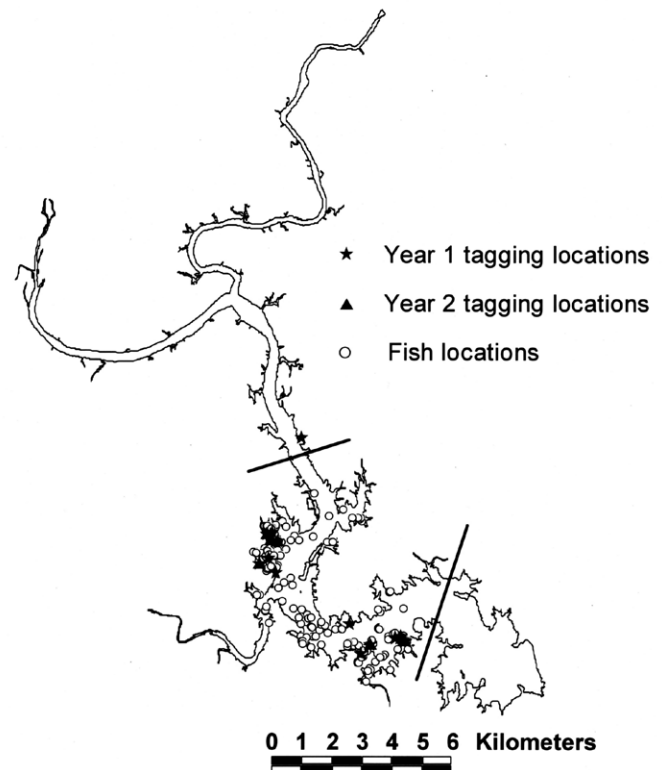 Year 1 tagging locations
Year 2 tagging locations
Fish locations
0 1 2 3 4 5 6 Kilometers